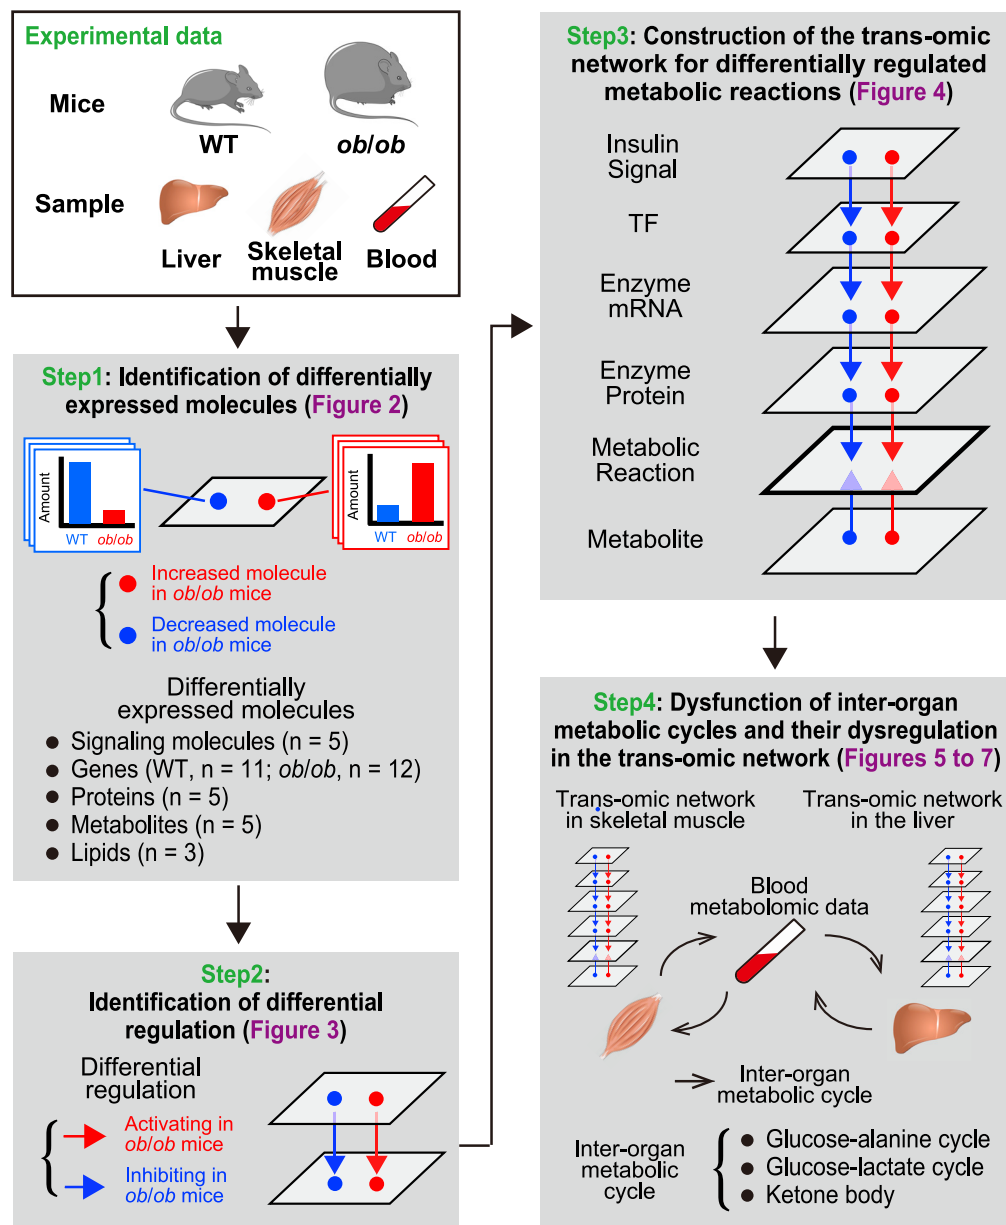 Experimental data
Mice
WT
ob/ob
Sample
Liver
Skeletal
muscle
Blood
Step1: Identification of differentially
expressed molecules (Figure 2)
Amount
WT ob/ob
Amount
WT ob/ob
Increased molecule
in ob/ob mice
Decreased molecule
in ob/ob mice
Differentially
expressed molecules
● Signaling molecules (n = 5)
● Genes (WT, n = 11; ob/ob, n = 12)
● Proteins (n = 5)
● Metabolites (n = 5)
● Lipids (n = 3)
Step2:
Identification of differential
regulation (Figure 3)
Differential
regulation
Activating in
ob/ob mice
Inhibiting in
ob/ob mice
Step3: Construction of the trans-omic
network for differentially regulated
metabolic reactions (Figure 4)
Insulin
Signal
TF
Enzyme
mRNA
Enzyme
Protein
Metabolic
Reaction
Metabolite
Step4: Dysfunction of inter-organ
metabolic cycles and their dysregulation
in the trans-omic network (Figures 5 to 7)
Trans-omic network
in skeletal muscle
Trans-omic network
in the liver
Blood
metabolomic data
Inter-organ
metabolic cycle
Inter-organ
metabolic
cycle
● Glucose-alanine cycle
● Glucose-lactate cycle
● Ketone body